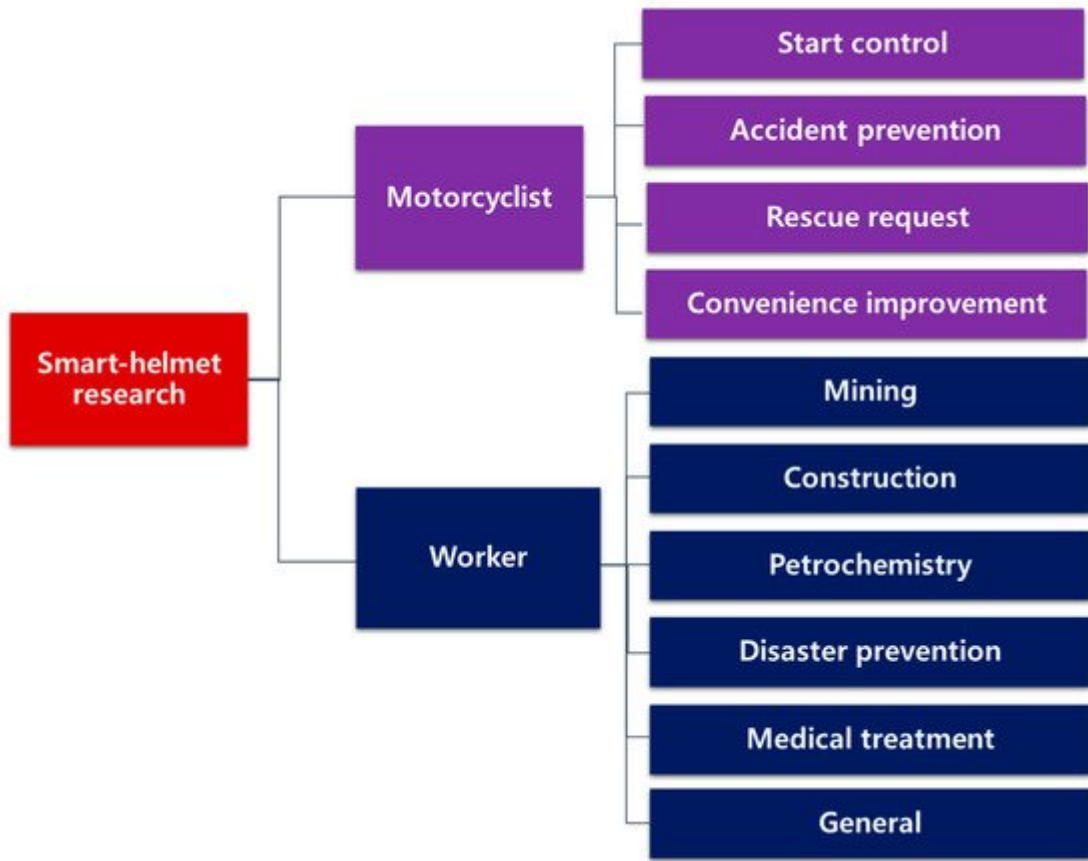 Start control
Accident prevention
Motorcyclist
Rescue request
Convenience improvement
Smart-helmet
research
Mining
Construction
Worker
Petrochemistry
Disaster prevention
Medical treatment
General